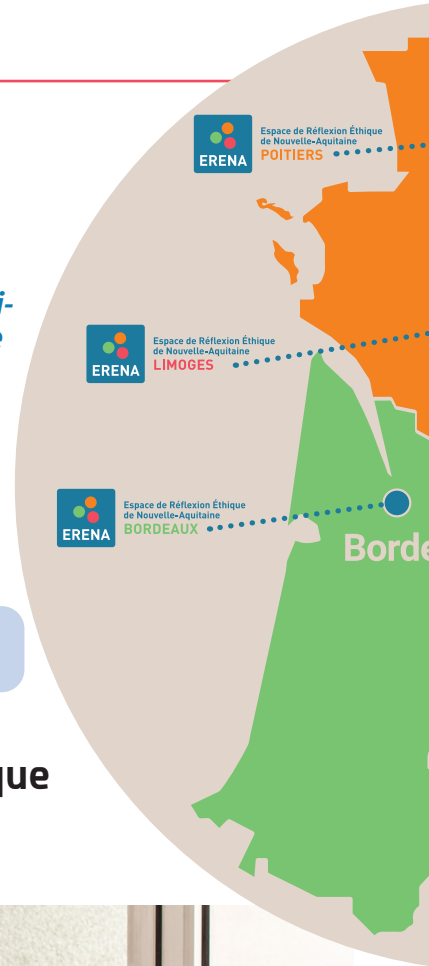 ERENA
Espace de Réflexion Éthique
de Nouvelle-Aquitaine
POITIERS
i-
ERENA
Espace de Réflexion Éthique
de Nouvelle-Aquitaine
LIMOGES
ERENA
Espace de Réflexion Éthique
de Nouvelle-Aquitaine
BORDEAUX
Borde
que